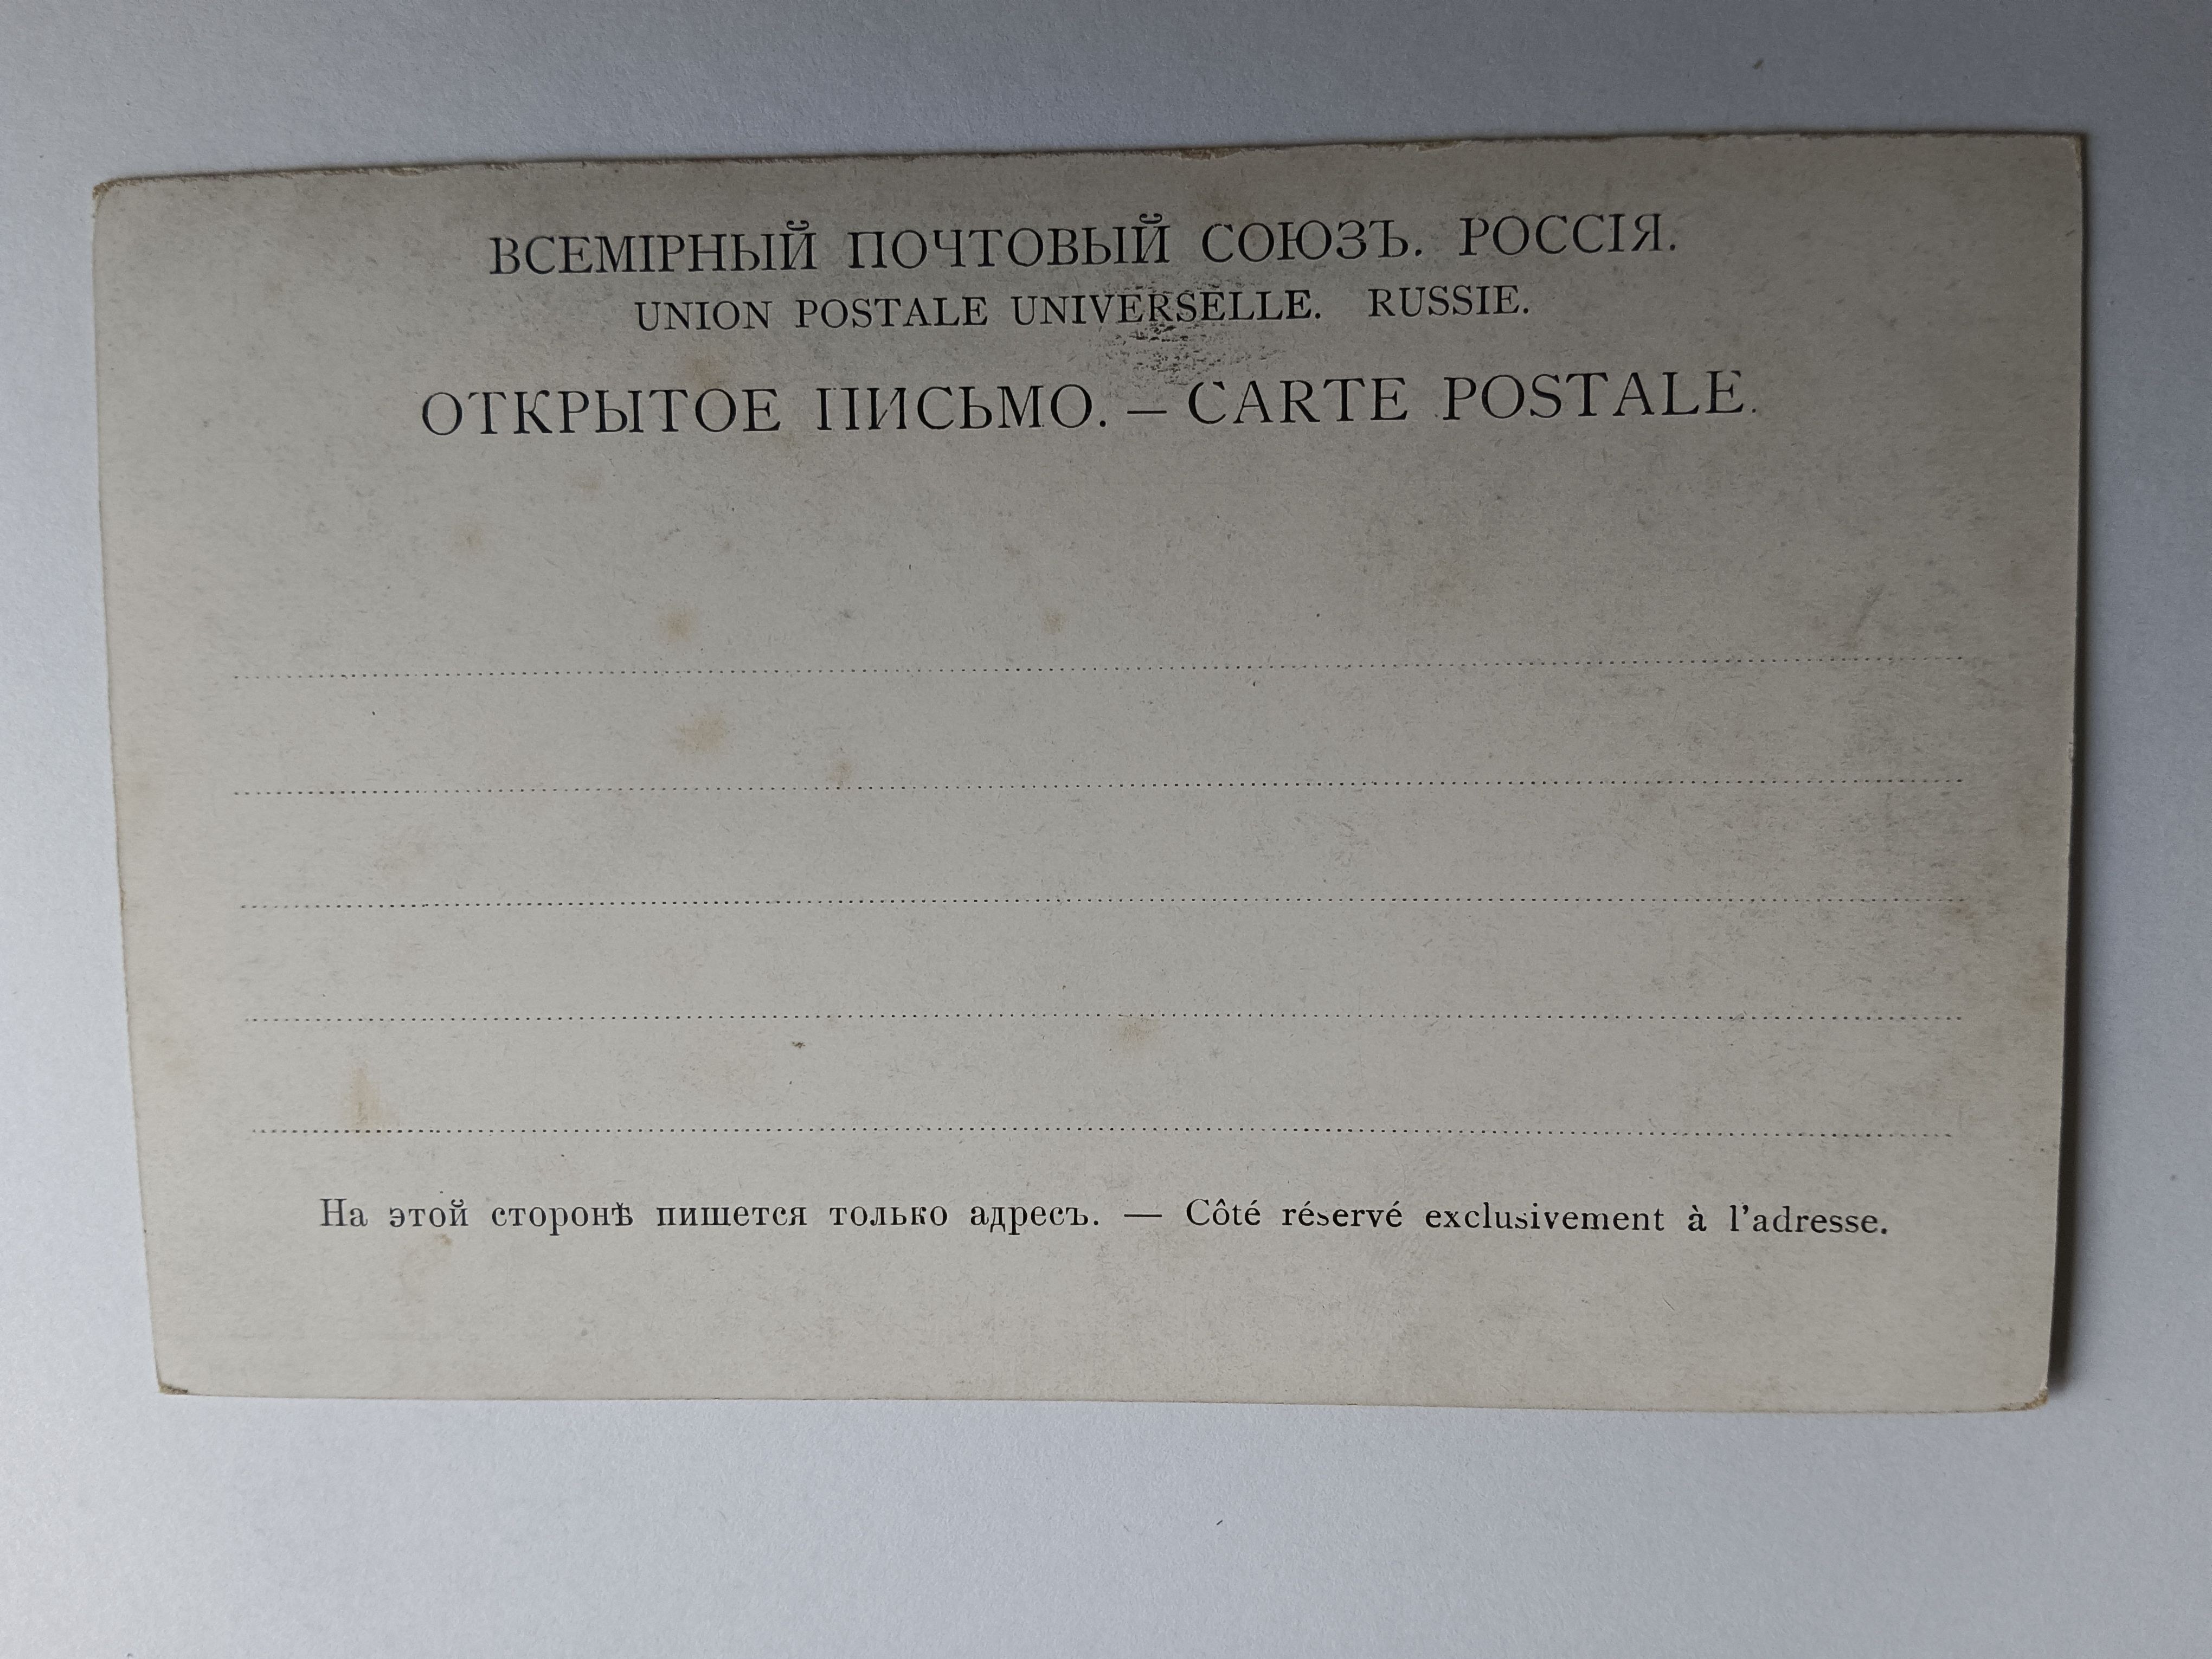 ВСЕМІРНЫЙ ПОЧТОВЫЙ СОЮЗЪ. РОССІЯ.
UNION POSTALE UNIVERSELLE. RUSSIE.
ОТКРЫТОЕ ПИСЬМО. — CARTE POSTALE.
На этой сторонѣ пишется только адресъ. — Côté réservé exclusivement à l'adresse.